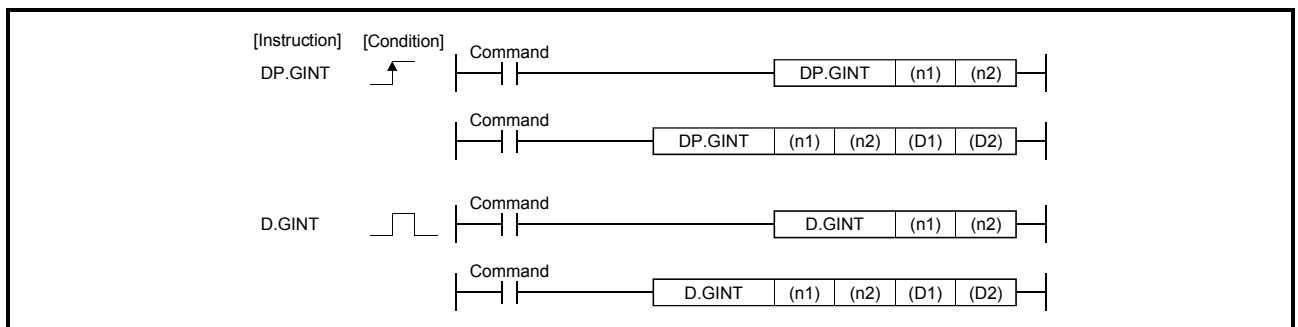 [Instruction] [Condition]
Command
DP.GINT DP.GINT (n1) (n2)
Command
DP.GINT (n1) (n2) (D1) (D2)
Command
D.GINT D.GINT (n1) (n2)
Command
D.GINT (n1) (n2) (D1) (D2)